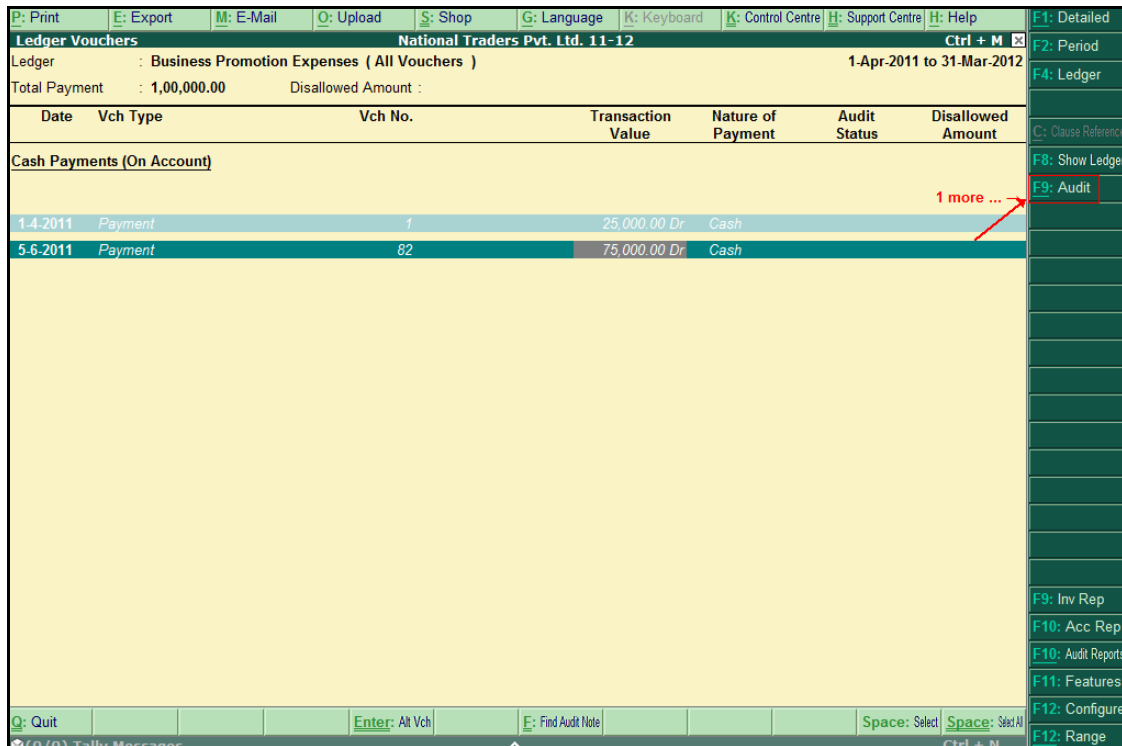 P: Print E: Export M: E-Mail O: Upload S: Shop G: Language K: Keyboard K: Control Centre H: Support Centre H: Help
Ledger Vouchers National Traders Pvt. Ltd. 11-12 Ctrl + M
Ledger : Business Promotion Expenses ( All Vouchers ) 1-Apr-2011 to 31-Mar-2012
Total Payment : 1,00,000.00 Disallowed Amount :
Date Vch Type Vch No. Transaction Value Nature of Payment Audit Status Disallowed Amount
Cash Payments (On Account)
1 more ...
1-4-2011 Payment 1 25,000.00 Dr Cash
5-6-2011 Payment 82 75,000.00 Dr Cash
F1: Detailed
F2: Period
F4: Ledger
C: Clause Reference
F8: Show Ledger
F9: Audit
F9: Inv Rep
F10: Acc Rep
F10: Audit Reports
F11: Features
F12: Configure
F12: Range
Q: Quit Enter: Alt Vch F: Find Audit Note Space: Select Space: Select All
(0/0) Tally Messages Ctrl + N